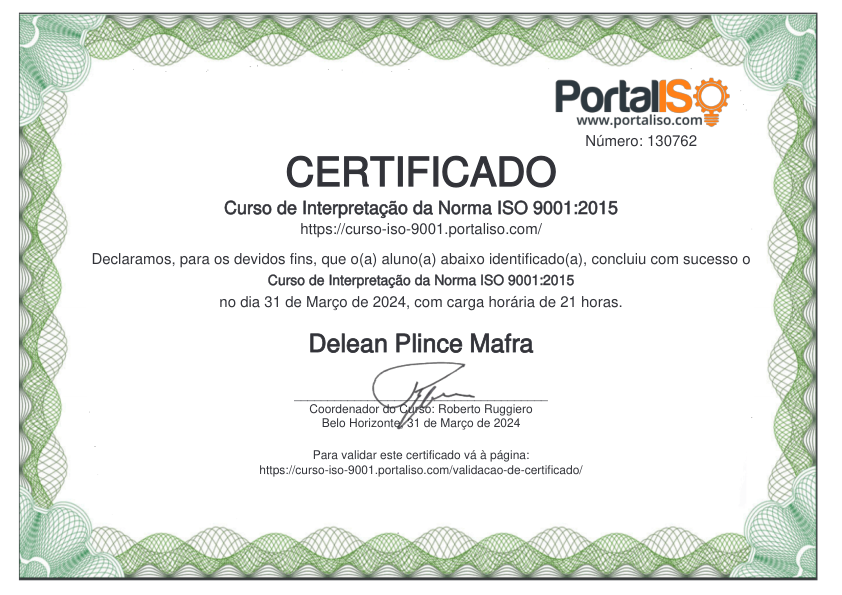 PortalISO
www.portaliso.com
Número: 130762
CERTIFICADO
Curso de Interpretação da Norma ISO 9001:2015
https://curso-iso-9001.portaliso.com/
Declaramos, para os devidos fins, que o(a) aluno(a) abaixo identificado(a), concluiu com sucesso o
Curso de Interpretação da Norma ISO 9001:2015
no dia 31 de Março de 2024, com carga horária de 21 horas.
Delean Plince Mafra
Coordenador do Curso: Roberto Ruggiero
Belo Horizonte, 31 de Março de 2024
Para validar este certificado vá à página:
https://curso-iso-9001.portaliso.com/validacao-de-certificado/